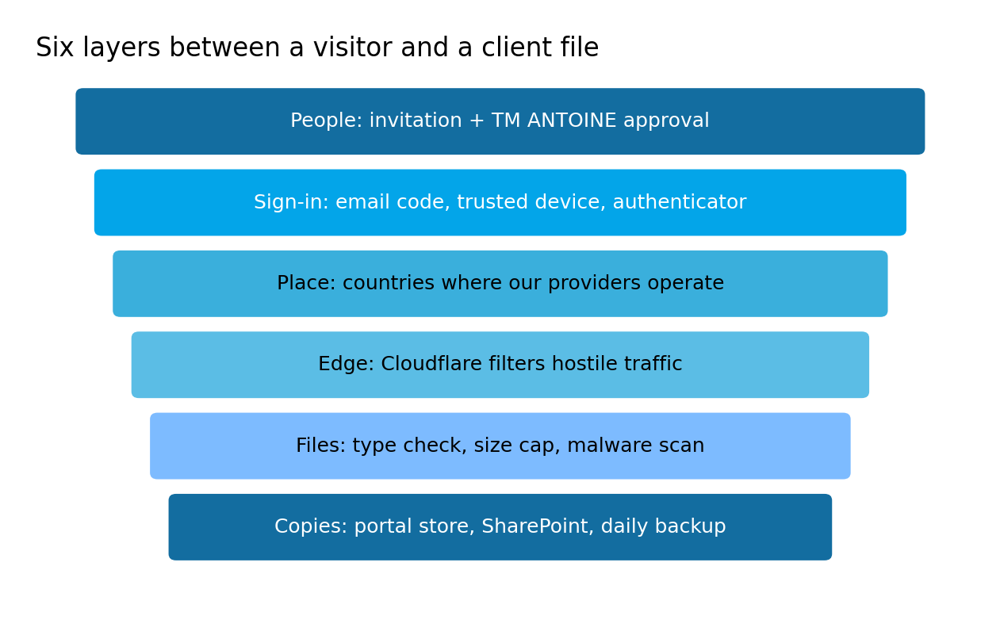 Six layers between a visitor and a client file
People: invitation + TM ANTOINE approval
Sign-in: email code, trusted device, authenticator
Place: countries where our providers operate
Edge: Cloudflare filters hostile traffic
Files: type check, size cap, malware scan
Copies: portal store, SharePoint, daily backup